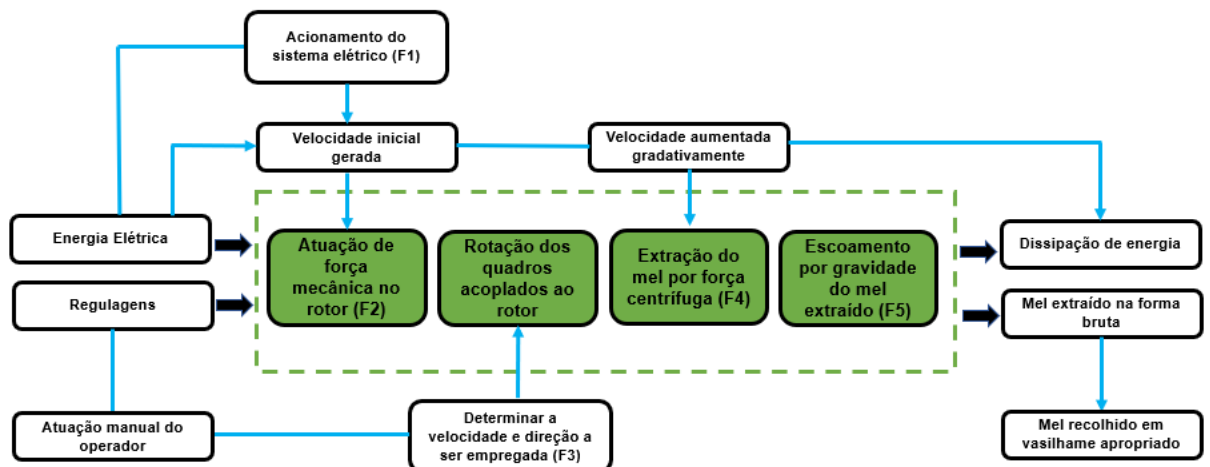 Acionamento do
sistema elétrico (F1)
Velocidade inicial
gerada
Velocidade aumentada
gradativamente
Energia Elétrica
Regulagens
Atuação de
força
mecânica no
rotor (F2)
Rotação dos
quadros
acoplados ao
rotor
Extração do
mel por força
centrífuga (F4)
Escoamento
por gravidade
do mel
extraído (F5)
Dissipação de energia
Mel extraído na forma
bruta
Atuação manual do
operador
Determinar a
velocidade e direção a
ser empregada (F3)
Mel recolhido em
vasilhame apropriado